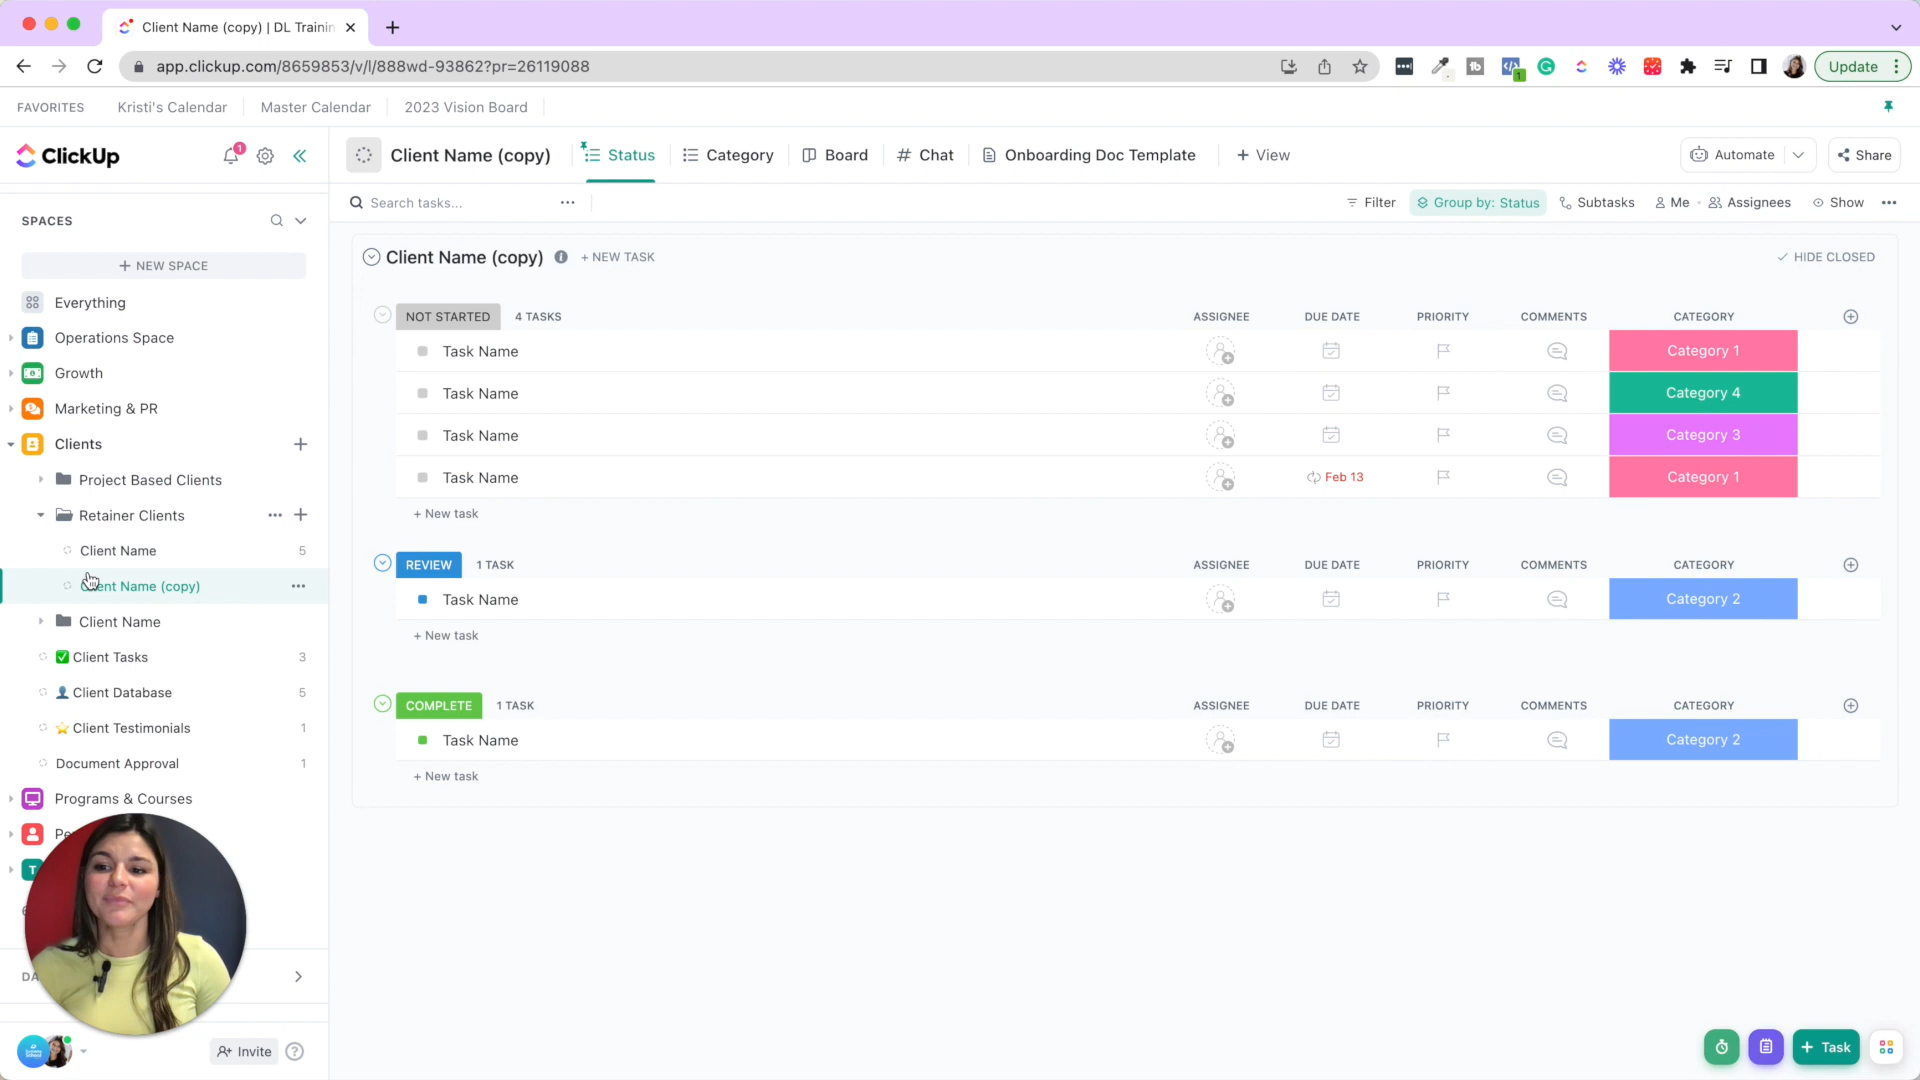 Client Name (copy) | DL Trainin
app.clickup.com/8659853/v/l/888wd-93862?pr=26119088
1
Update
FAVORITES Kristi's Calendar Master Calendar 2023 Vision Board
ClickUp
1
Client Name (copy)
Status
Category
Board
Chat
Onboarding Doc Template
+ View
Automate
Share
SPACES
Search tasks...
Filter
Group by: Status
Subtasks
Me
Assignees
Show
+ NEW SPACE
Everything
Operations Space
Growth
Marketing & PR
Clients
Project Based Clients
Retainer Clients
Client Name 5
Client Name (copy)
Client Name
Client Tasks 3
Client Database 5
Client Testimonials 1
Document Approval 1
Programs & Courses
Pe
T
DA
Invite
?
Client Name (copy) + NEW TASK HIDE CLOSED
NOT STARTED 4 TASKS ASSIGNEE DUE DATE PRIORITY COMMENTS CATEGORY
Task Name Category 1
Task Name Category 4
Task Name Category 3
Task Name Feb 13 Category 1
+ New task
REVIEW 1 TASK ASSIGNEE DUE DATE PRIORITY COMMENTS CATEGORY
Task Name Category 2
+ New task
COMPLETE 1 TASK ASSIGNEE DUE DATE PRIORITY COMMENTS CATEGORY
Task Name Category 2
+ New task
+ Task